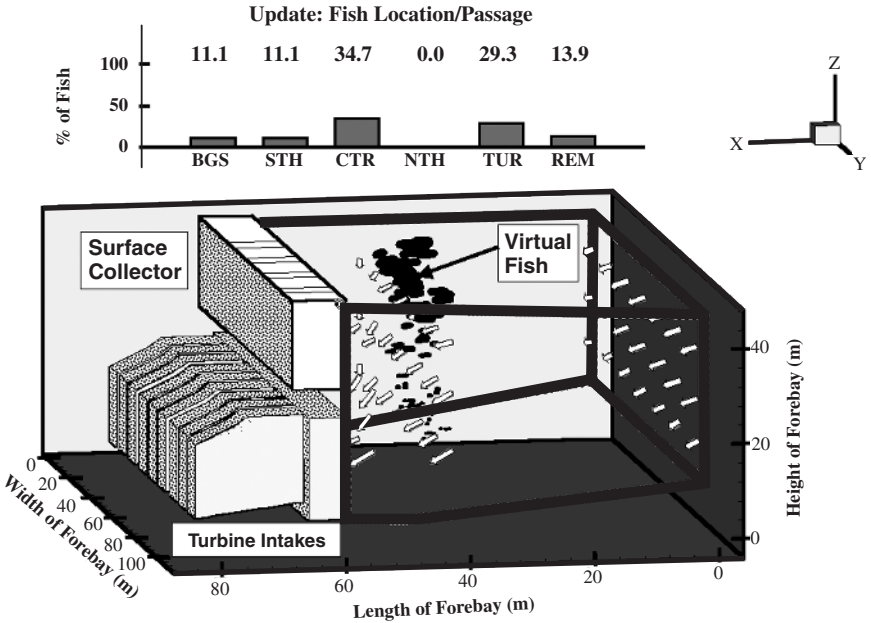 Update: Fish Location/Passage
% of Fish
100
50
0
11.1 11.1 34.7 0.0 29.3 13.9
BGS STH CTR NTH TUR REM
Z
X
Y
Surface
Collector
Virtual
Fish
Turbine Intakes
40
20
0
Height of Forebay (m)
0
20
40
60
80
100
Width of Forebay (m)
80 60 40 20 0
Length of Forebay (m)